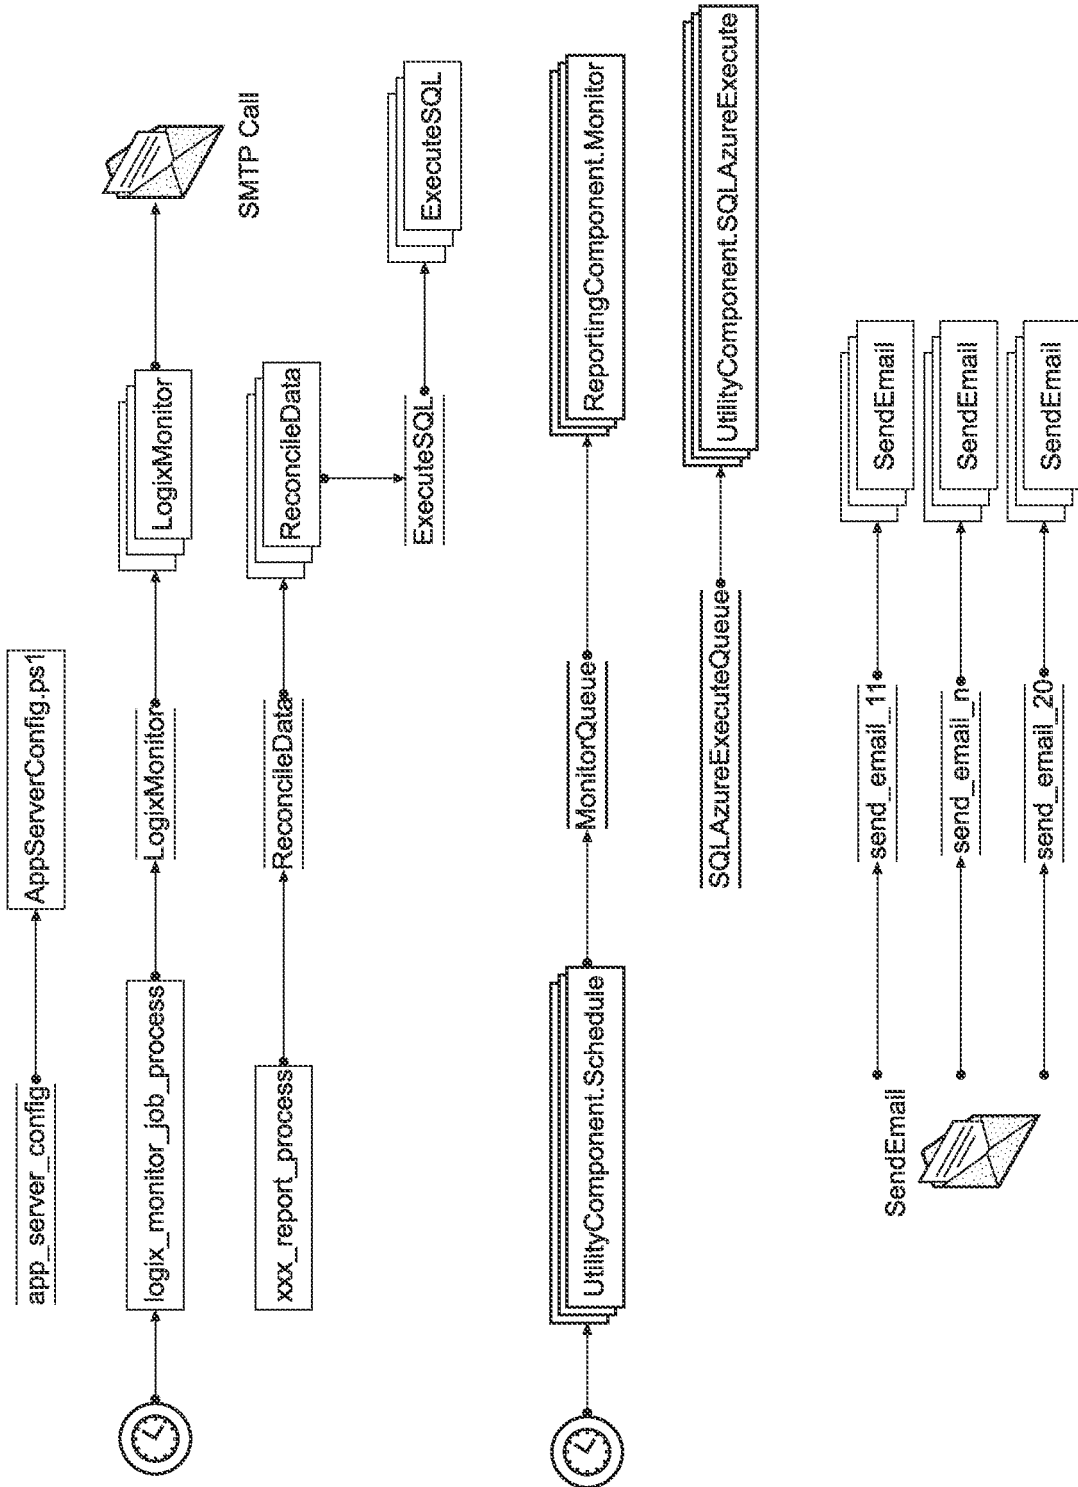 app_server_config
AppServerConfig.ps1
logix_monitor_job_process
LogixMonitor
LogixMonitor
SMTP Call
xxx_report_process
ReconcileData
ReconcileData
ExecuteSQL
ExecuteSQL
UtilityComponent.Schedule
MonitorQueue
ReportingComponent.Monitor
SQLAzureExecuteQueue
UtilityComponent.SQLAzureExecute
SendEmail
send_email_11
SendEmail
send_email_n
SendEmail
send_email_20
SendEmail